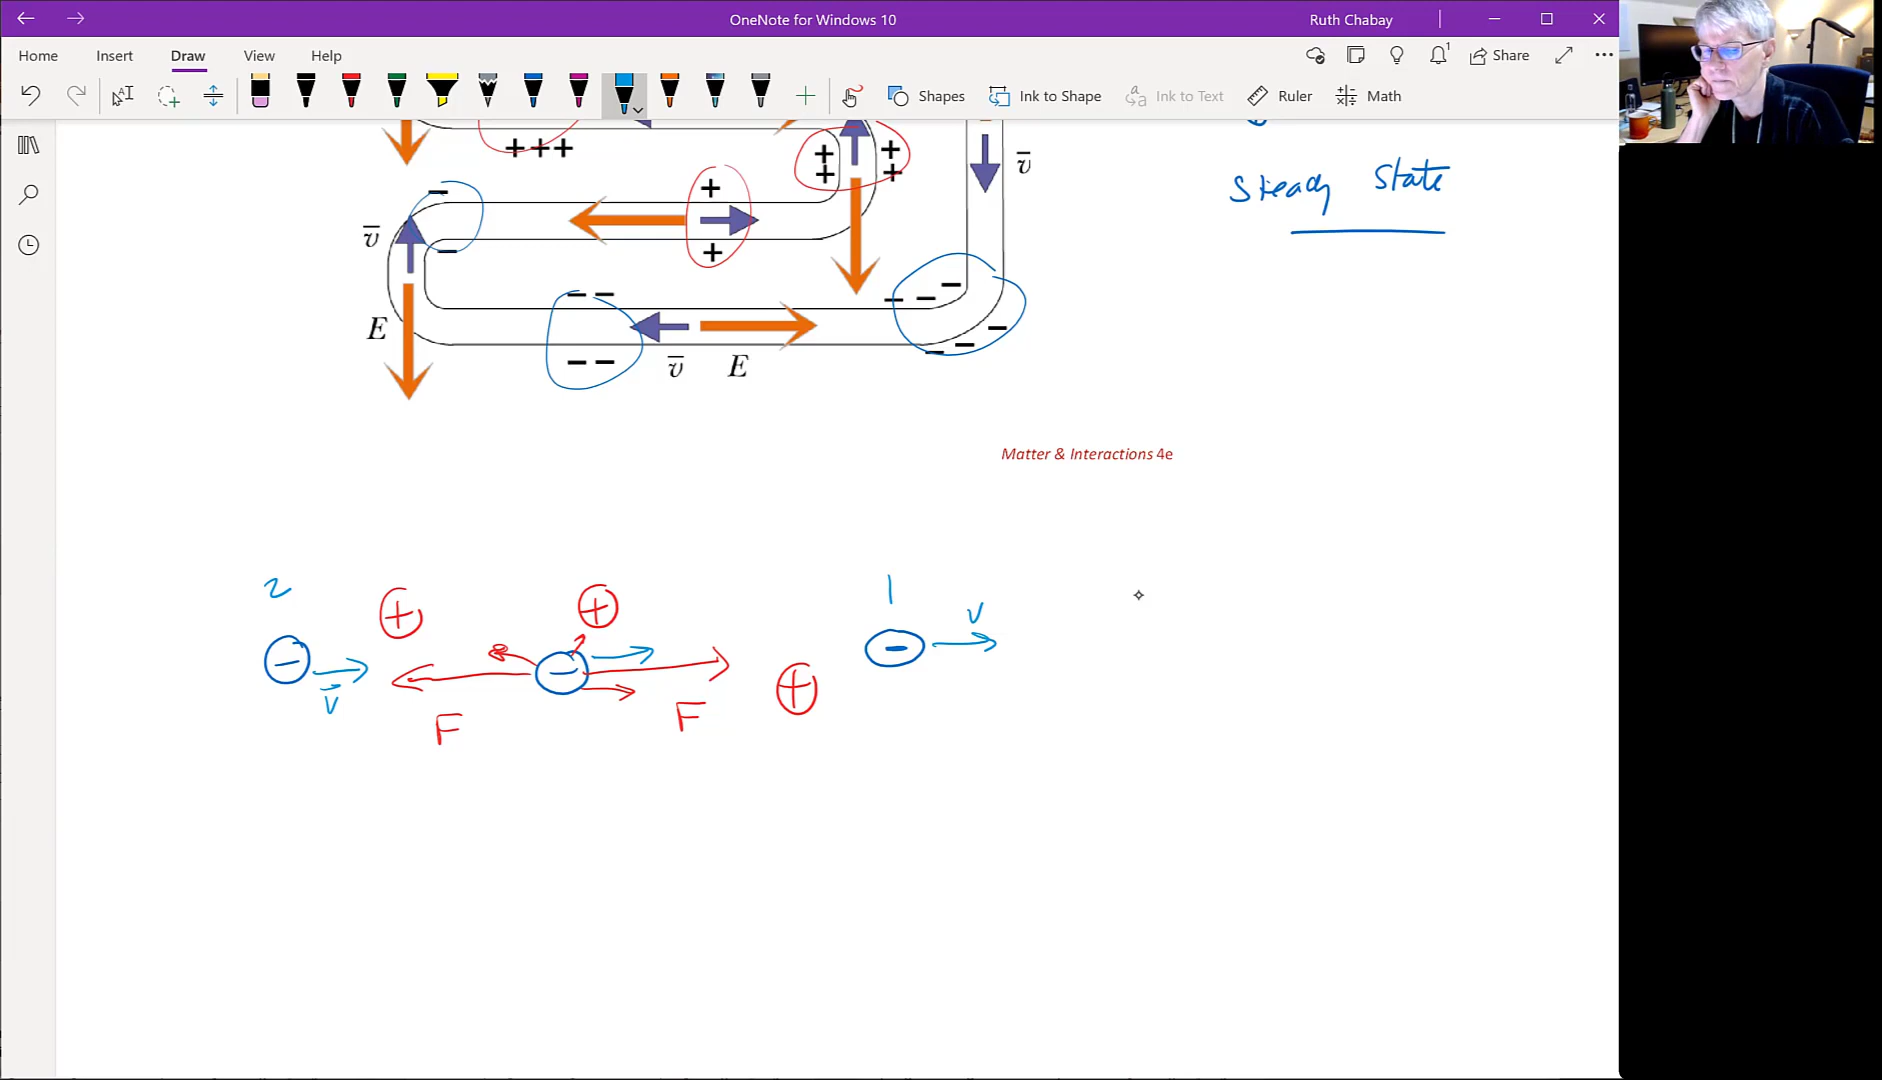 OneNote for Windows 10
Ruth Chabay
Home Insert Draw View Help
Share
Shapes Ink to Shape Ink to Text Ruler Math
+++
+ +
+ +
v̅
Steady State
+
−
v̅
−
+
− −
− − −
E
−
− −
− −
v̅ E
Matter & Interactions 4e
2
1
+
+
v
−
−
−
v
+
F
F